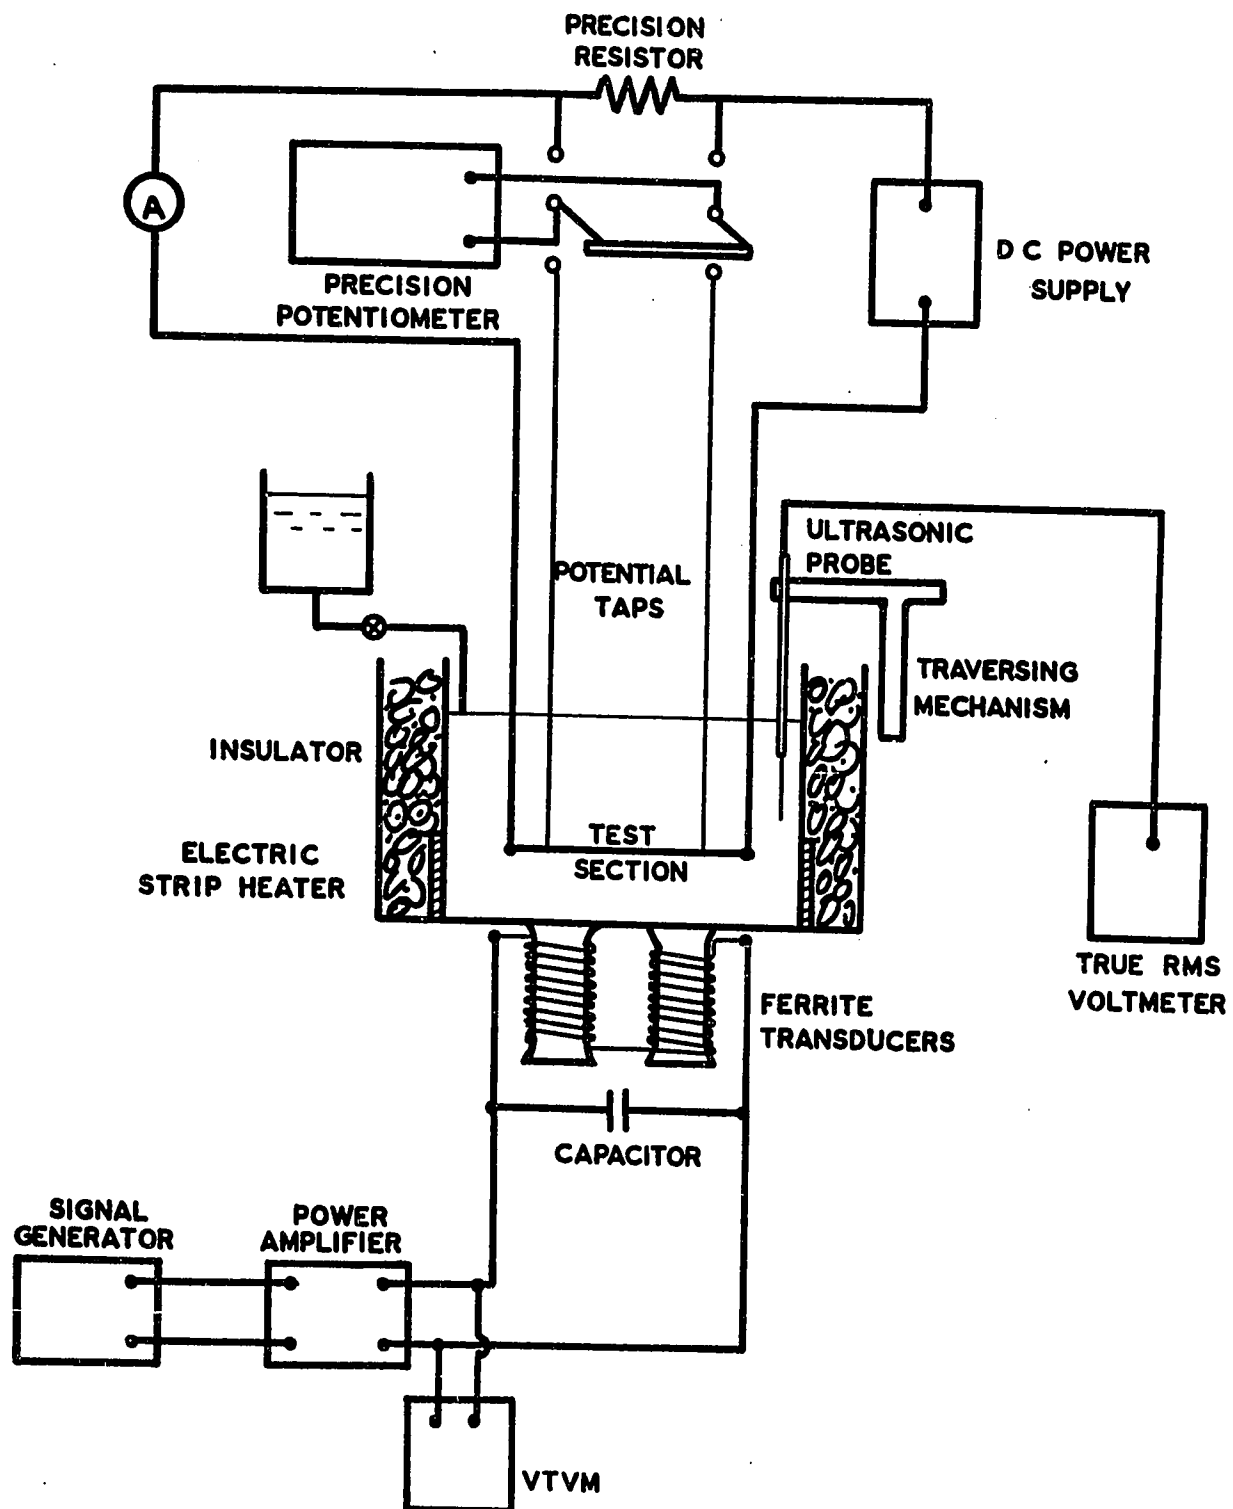 PRECISION
RESISTOR
A
PRECISION
POTENTIOMETER
DC POWER
SUPPLY
ULTRASONIC
PROBE
POTENTIAL
TAPS
TRAVERSING
MECHANISM
INSULATOR
TEST
SECTION
ELECTRIC
STRIP HEATER
TRUE RMS
VOLTMETER
FERRITE
TRANSDUCERS
CAPACITOR
SIGNAL
GENERATOR
POWER
AMPLIFIER
VTVM